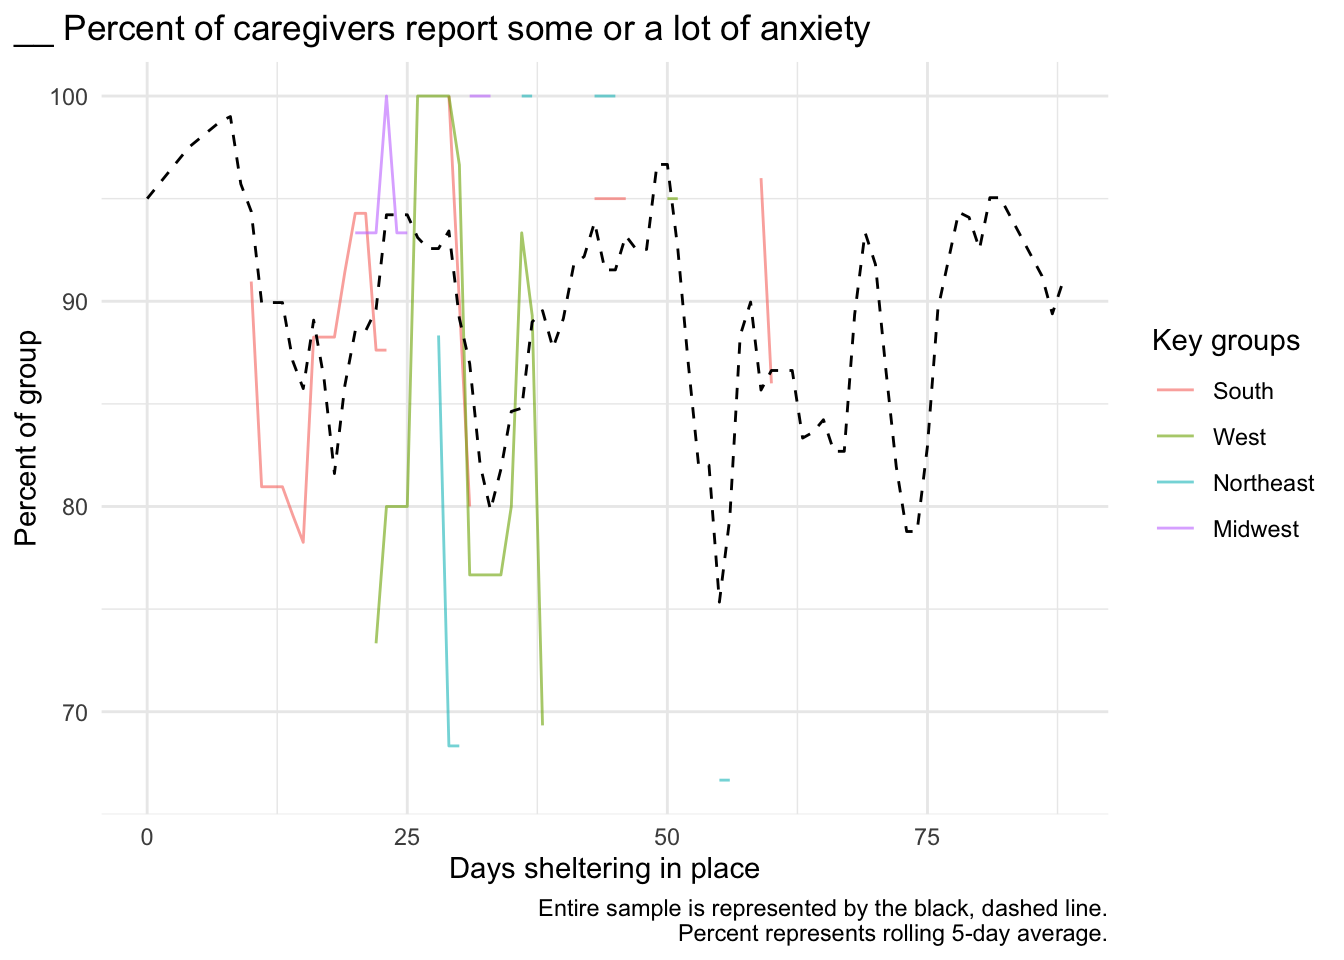 __ Percent of caregivers report some or a lot of anxiety
100
90
80
70
Percent of group
0
25
50
75
Days sheltering in place
Key groups
South
West
Northeast
Midwest
Entire sample is represented by the black, dashed line.
Percent represents rolling 5-day average.